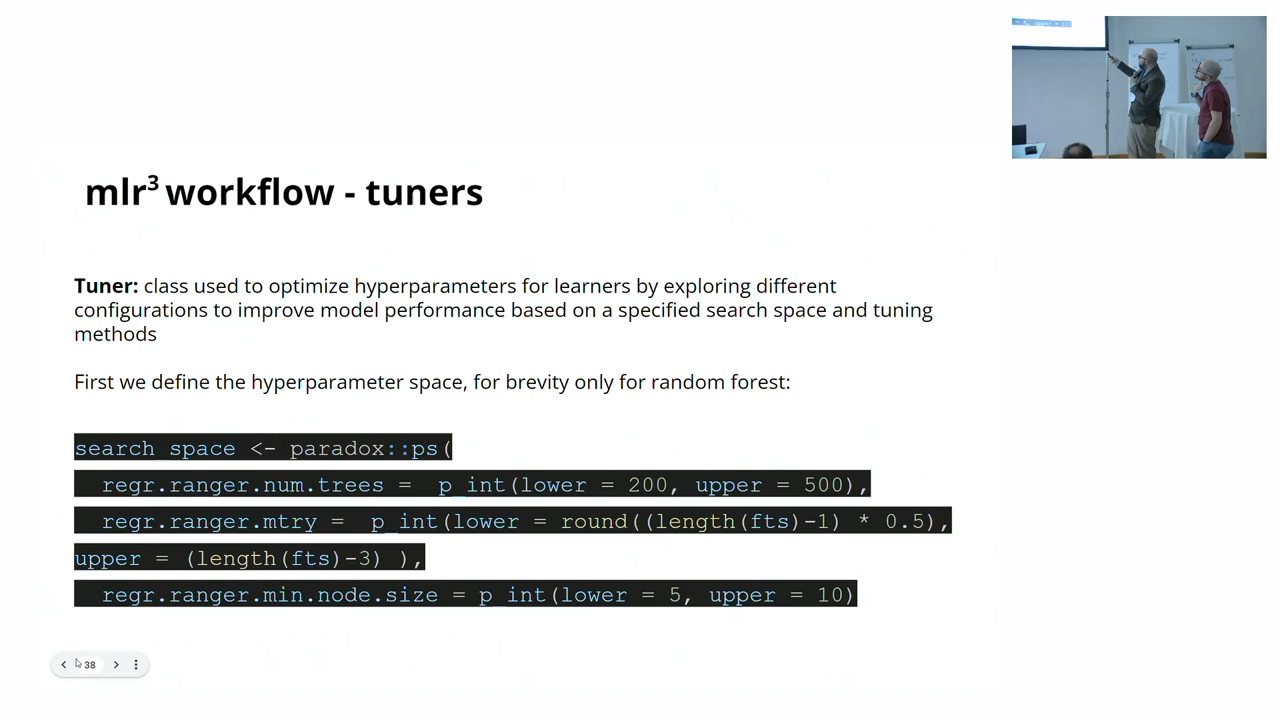 mlr³ workflow - tuners
Tuner: class used to optimize hyperparameters for learners by exploring different
configurations to improve model performance based on a specified search space and tuning
methods
First we define the hyperparameter space, for brevity only for random forest:
search_space <- paradox::ps(
regr.ranger.num.trees = p_int(lower = 200, upper = 500),
regr.ranger.mtry = p_int(lower = round((length(fts)-1) * 0.5),
upper = (length(fts)-3) ),
regr.ranger.min.node.size = p_int(lower = 5, upper = 10)
38